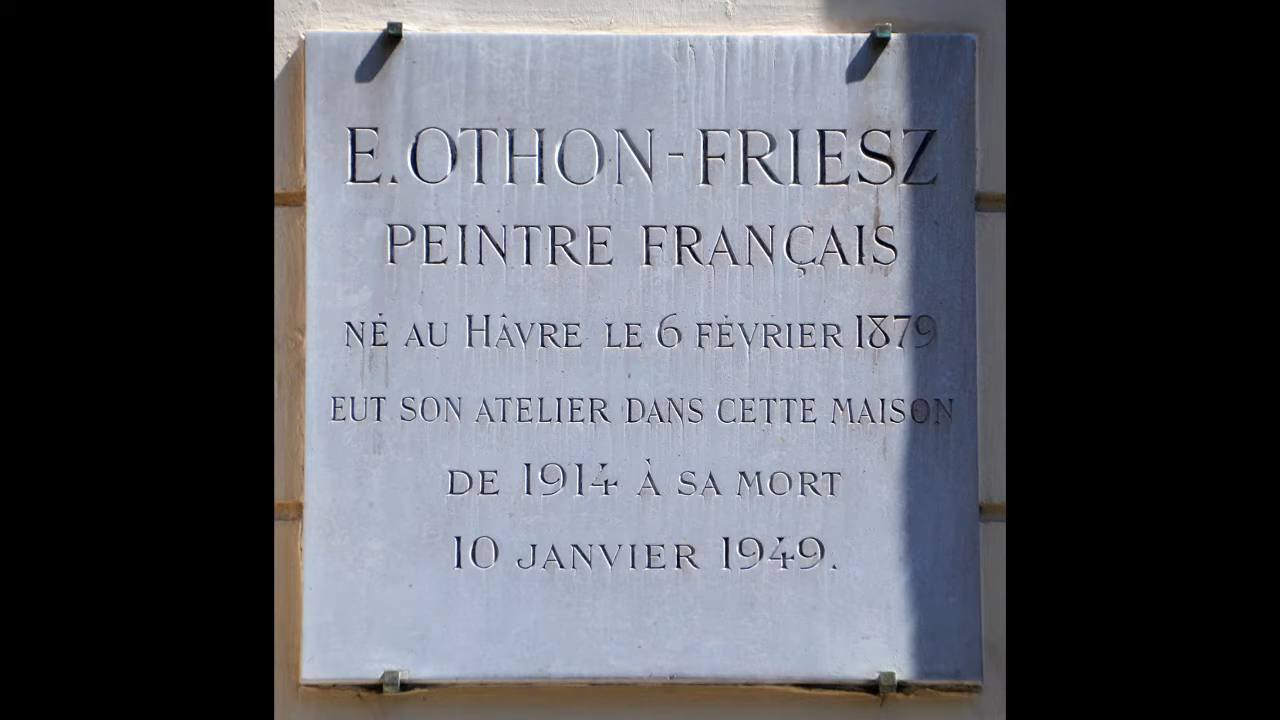 E. OTHON-FRIESZ
PEINTRE FRANÇAIS
NÉ AU HÂVRE LE 6 FÉVRIER 1879
EUT SON ATELIER DANS CETTE MAISON
DE 1914 À SA MORT
10 JANVIER 1949.